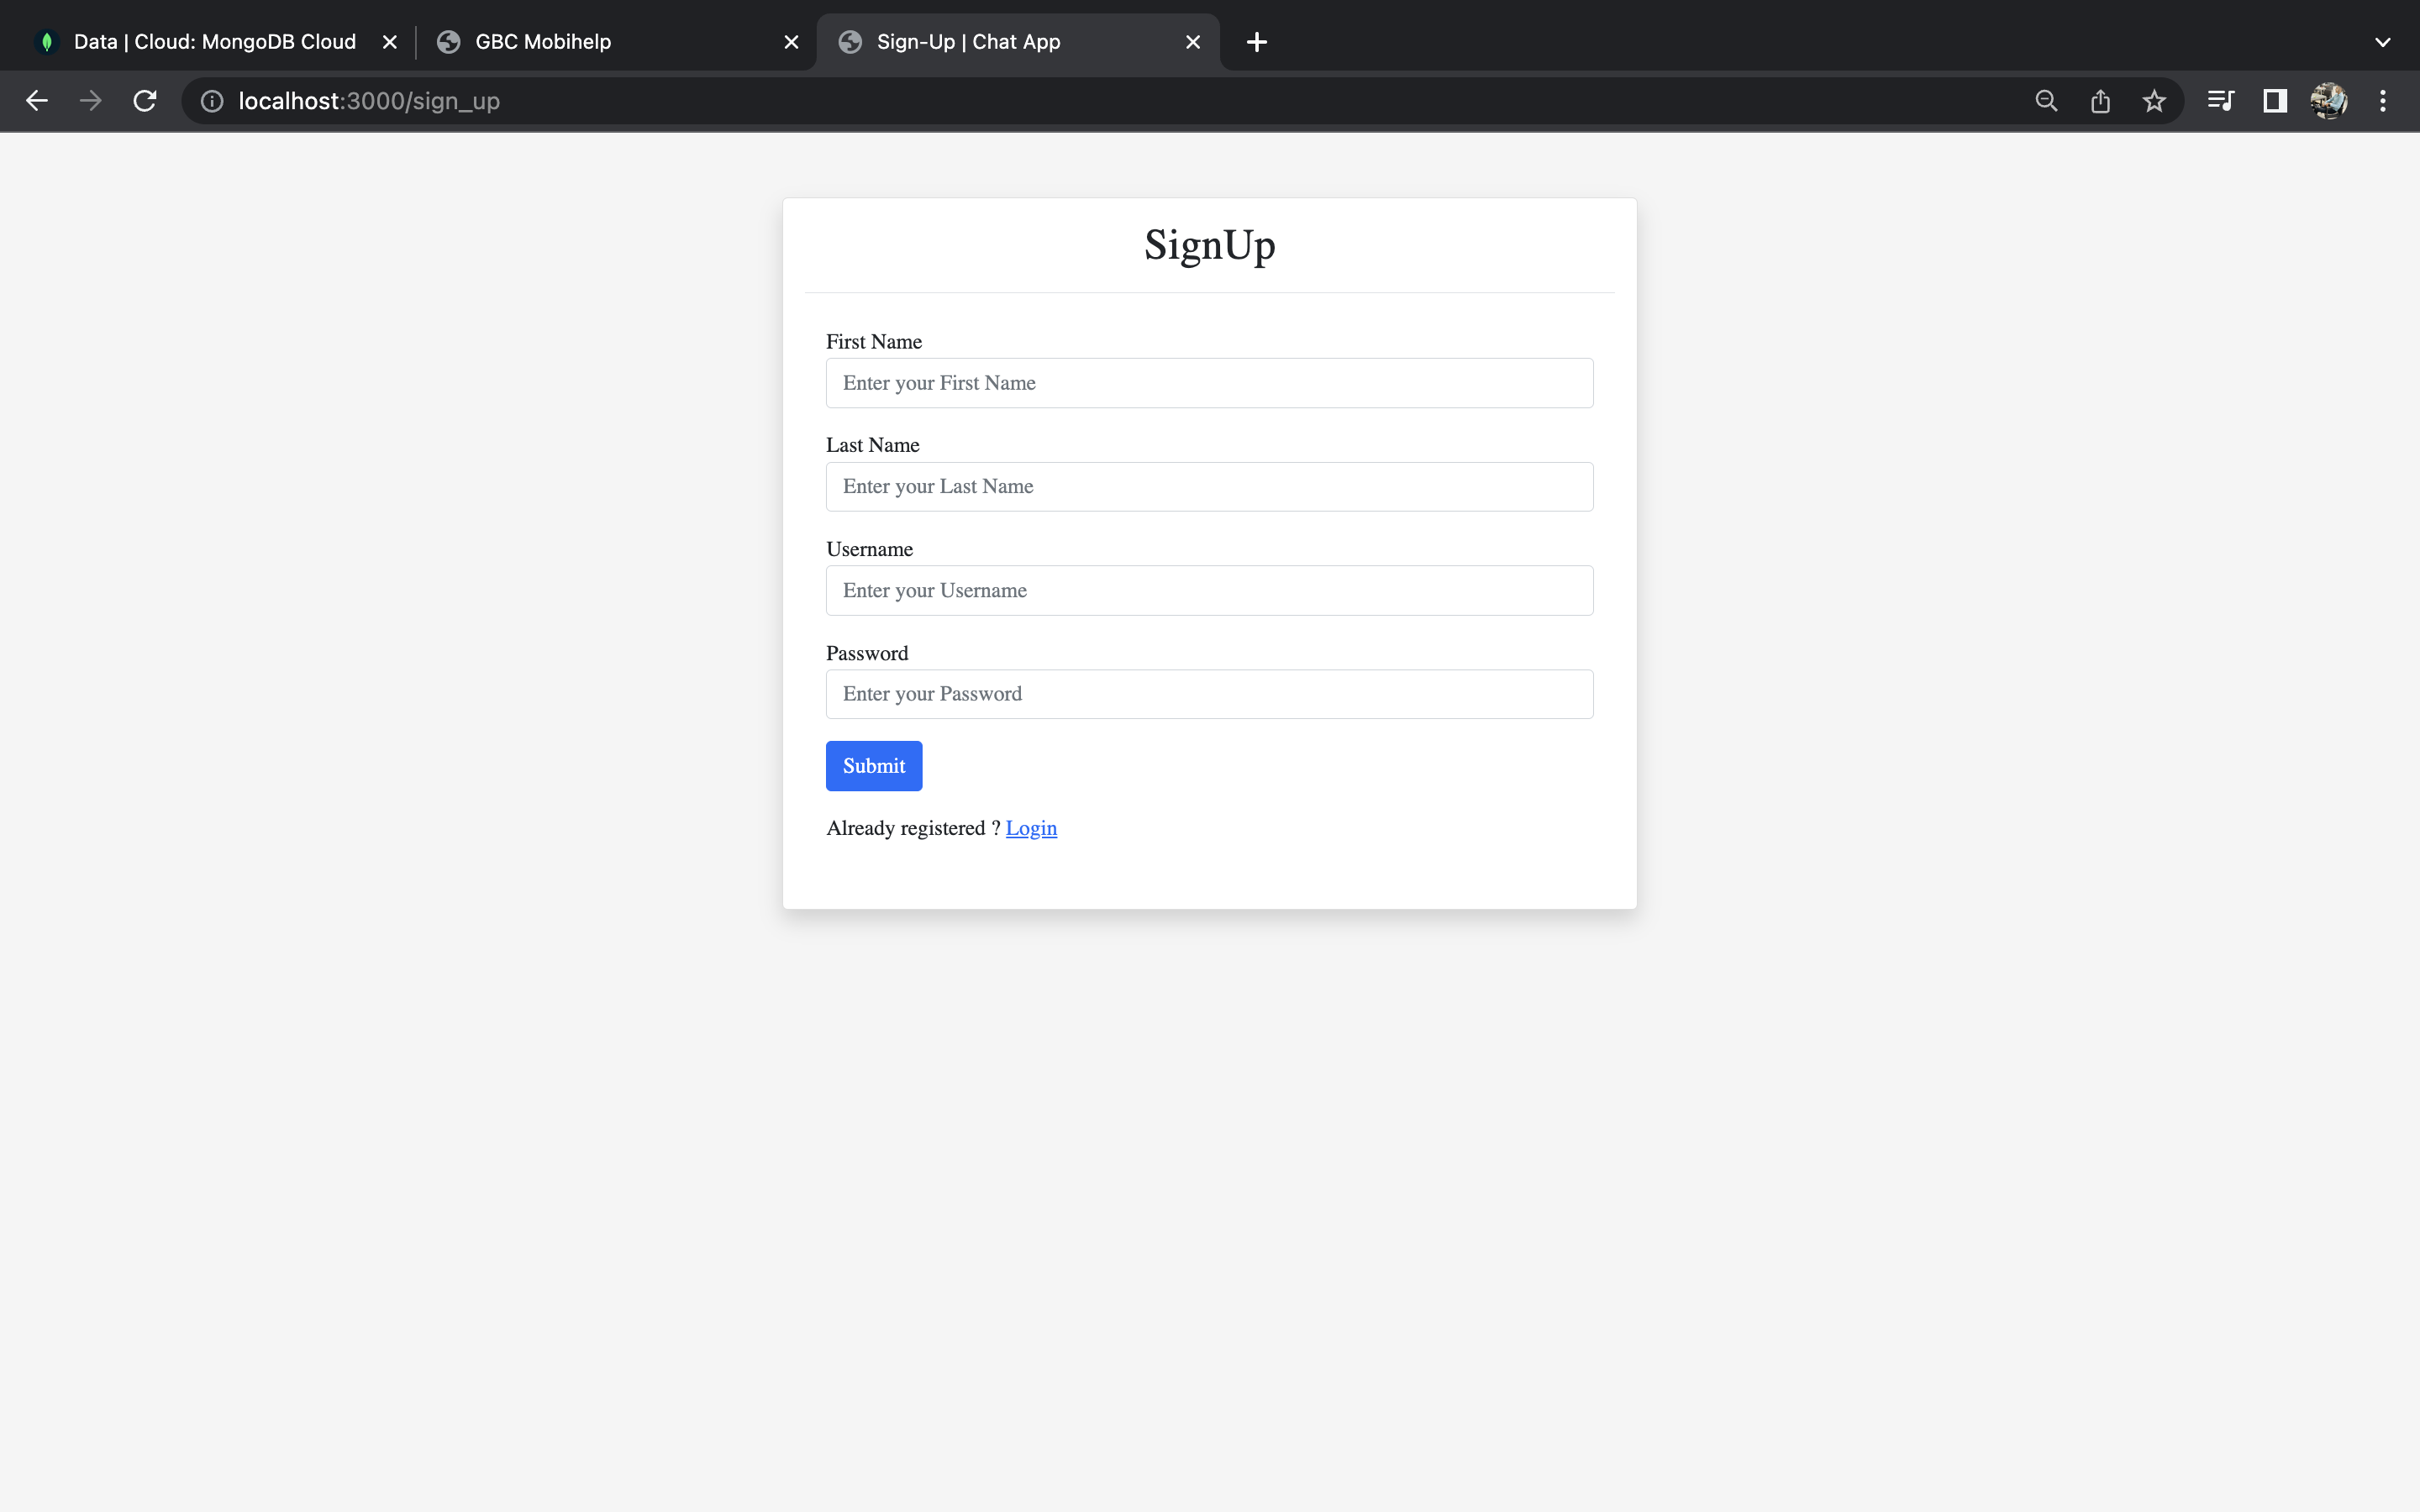 Data | Cloud: MongoDB Cloud
GBC Mobihelp
Sign-Up | Chat App
localhost:3000/sign_up
SignUp
First Name
Enter your First Name
Last Name
Enter your Last Name
Username
Enter your Username
Password
Enter your Password
Submit
Already registered ? Login